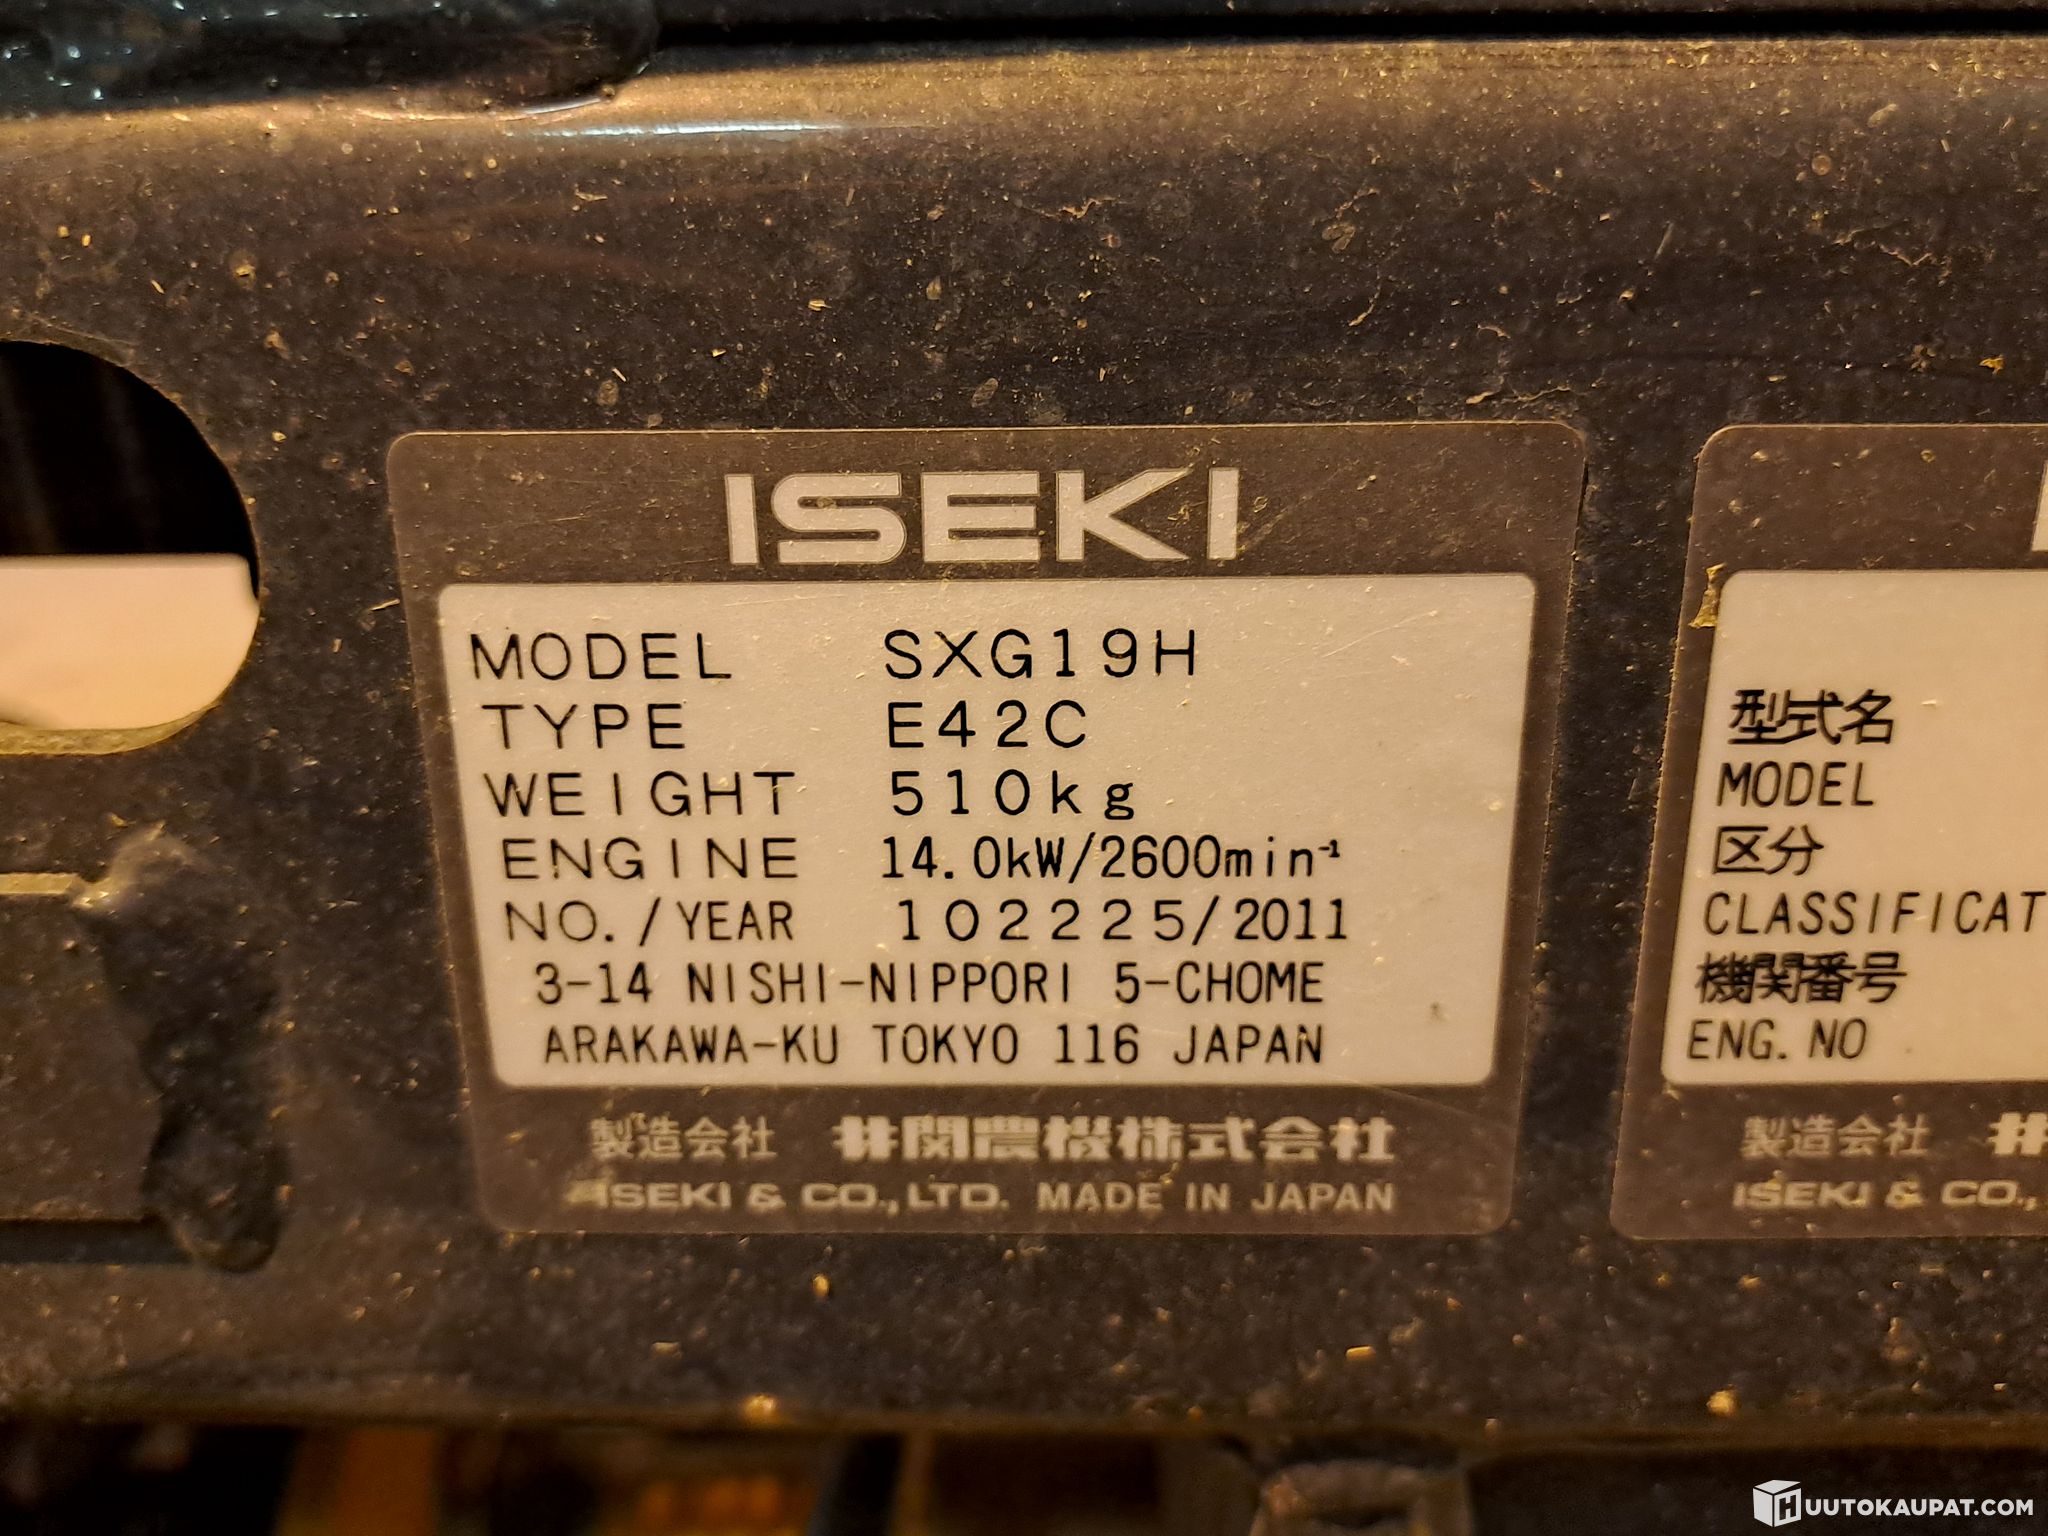 ISEKI
MODEL SXG19H
TYPE E42C
WEIGHT 510kg
ENGINE 14.0kW/2600min⁻¹
NO./YEAR 102225/2011
3-14 NISHI-NIPPORI 5-CHOME
ARAKAWA-KU TOKYO 116 JAPAN
製造会社 井関農機株式会社
ISEKI & CO., LTD. MADE IN JAPAN
型式名
MODEL
区分
CLASSIFICAT
機関番号
ENG. NO
製造会社 井
ISEKI & CO.,
HUUTOKAUPAT.COM